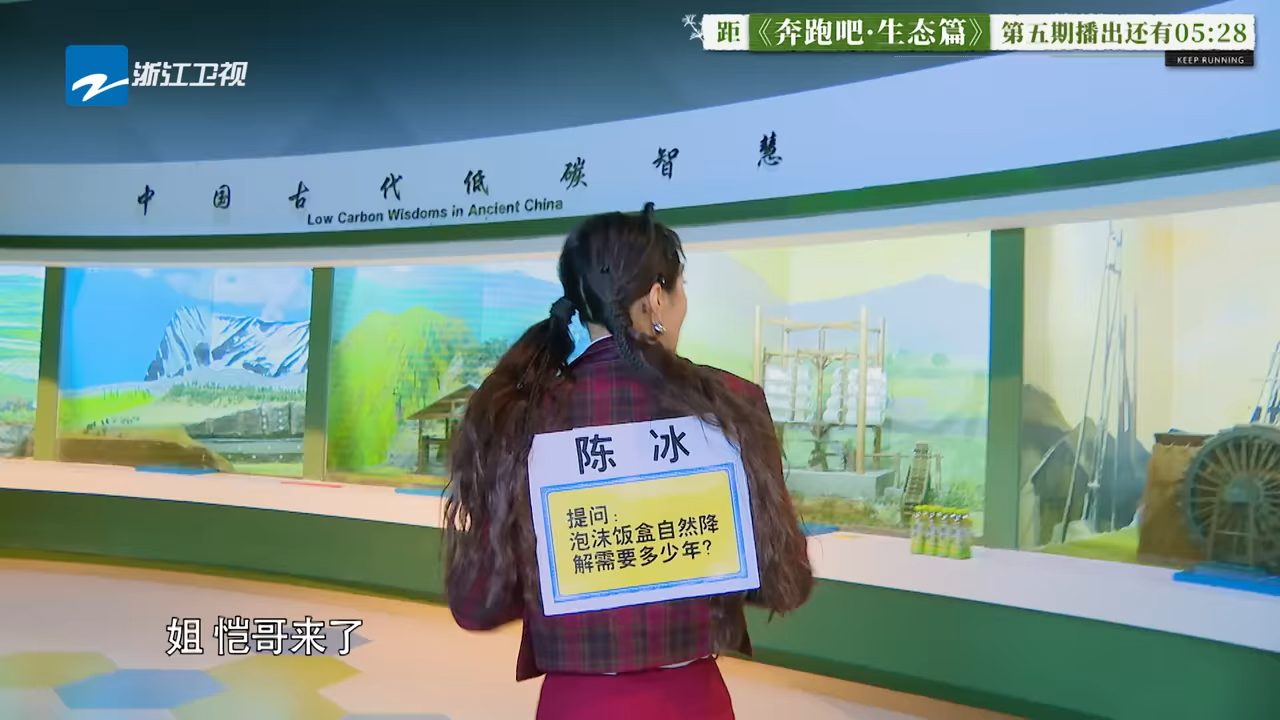 距《奔跑吧·生态篇》第五期播出还有05:28
KEEP RUNNING
浙江卫视
中国古代低碳智慧
Low Carbon Wisdoms in Ancient China
陈冰
提问:
泡沫饭盒自然降
解需要多少年?
姐 恺哥来了